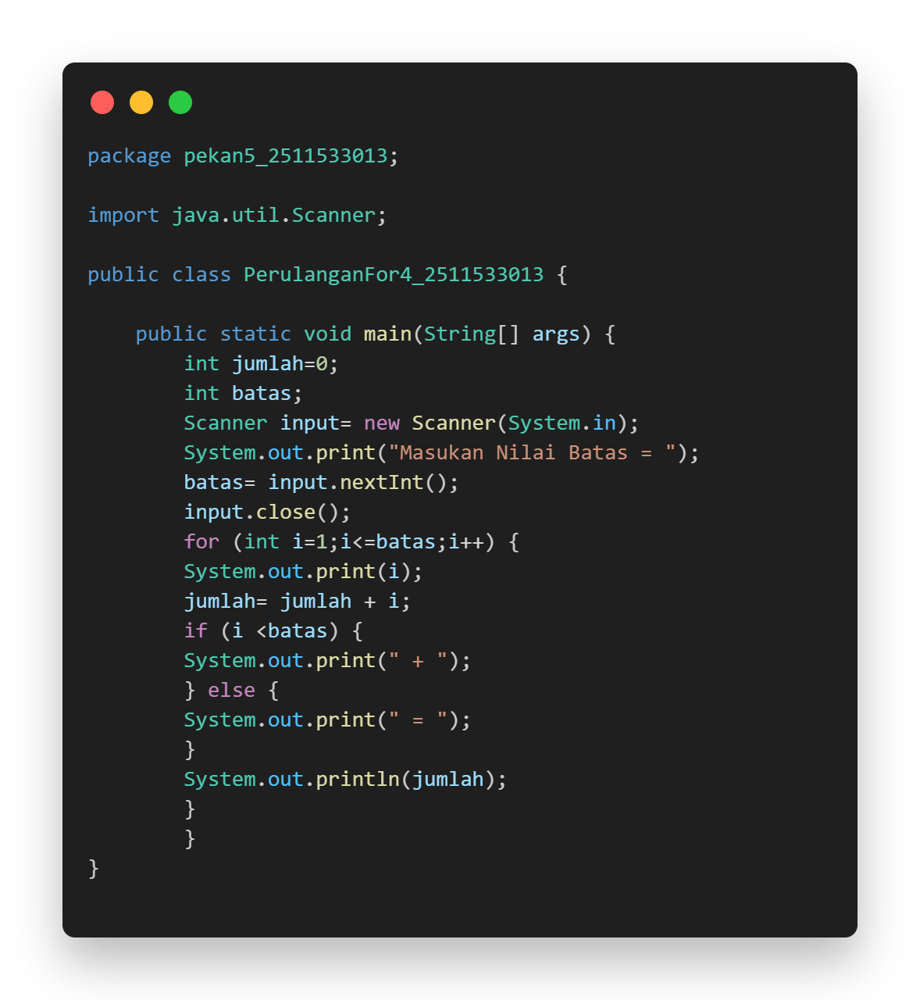 package pekan5_2511533013;

import java.util.Scanner;

public class PerulanganFor4_2511533013 {

    public static void main(String[] args) {
        int jumlah=0;
        int batas;
        Scanner input= new Scanner(System.in);
        System.out.print("Masukan Nilai Batas = ");
        batas= input.nextInt();
        input.close();
        for (int i=1;i<=batas;i++) {
        System.out.print(i);
        jumlah= jumlah + i;
        if (i <batas) {
        System.out.print(" + ");
        } else {
        System.out.print(" = ");
        }
        System.out.println(jumlah);
        }
        }
}